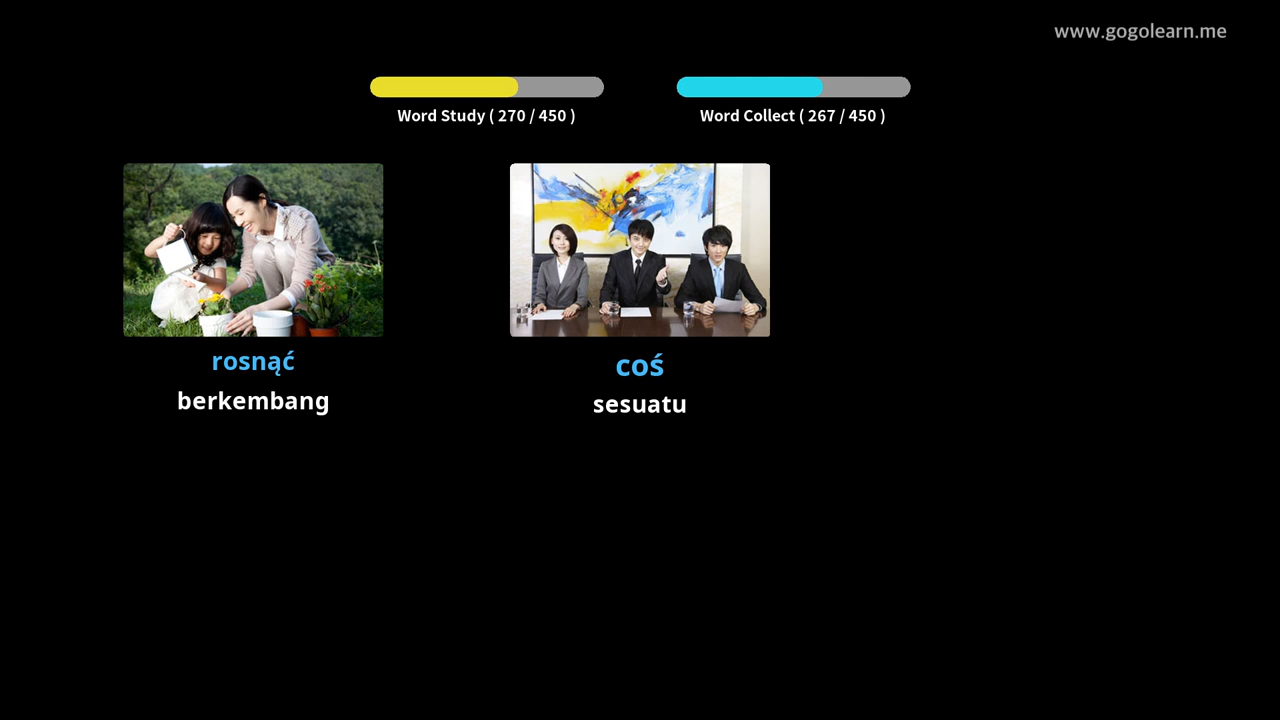 www.gogolearn.me
Word Study ( 270 / 450 )
Word Collect ( 267 / 450 )
rosnąć
berkembang
coś
sesuatu